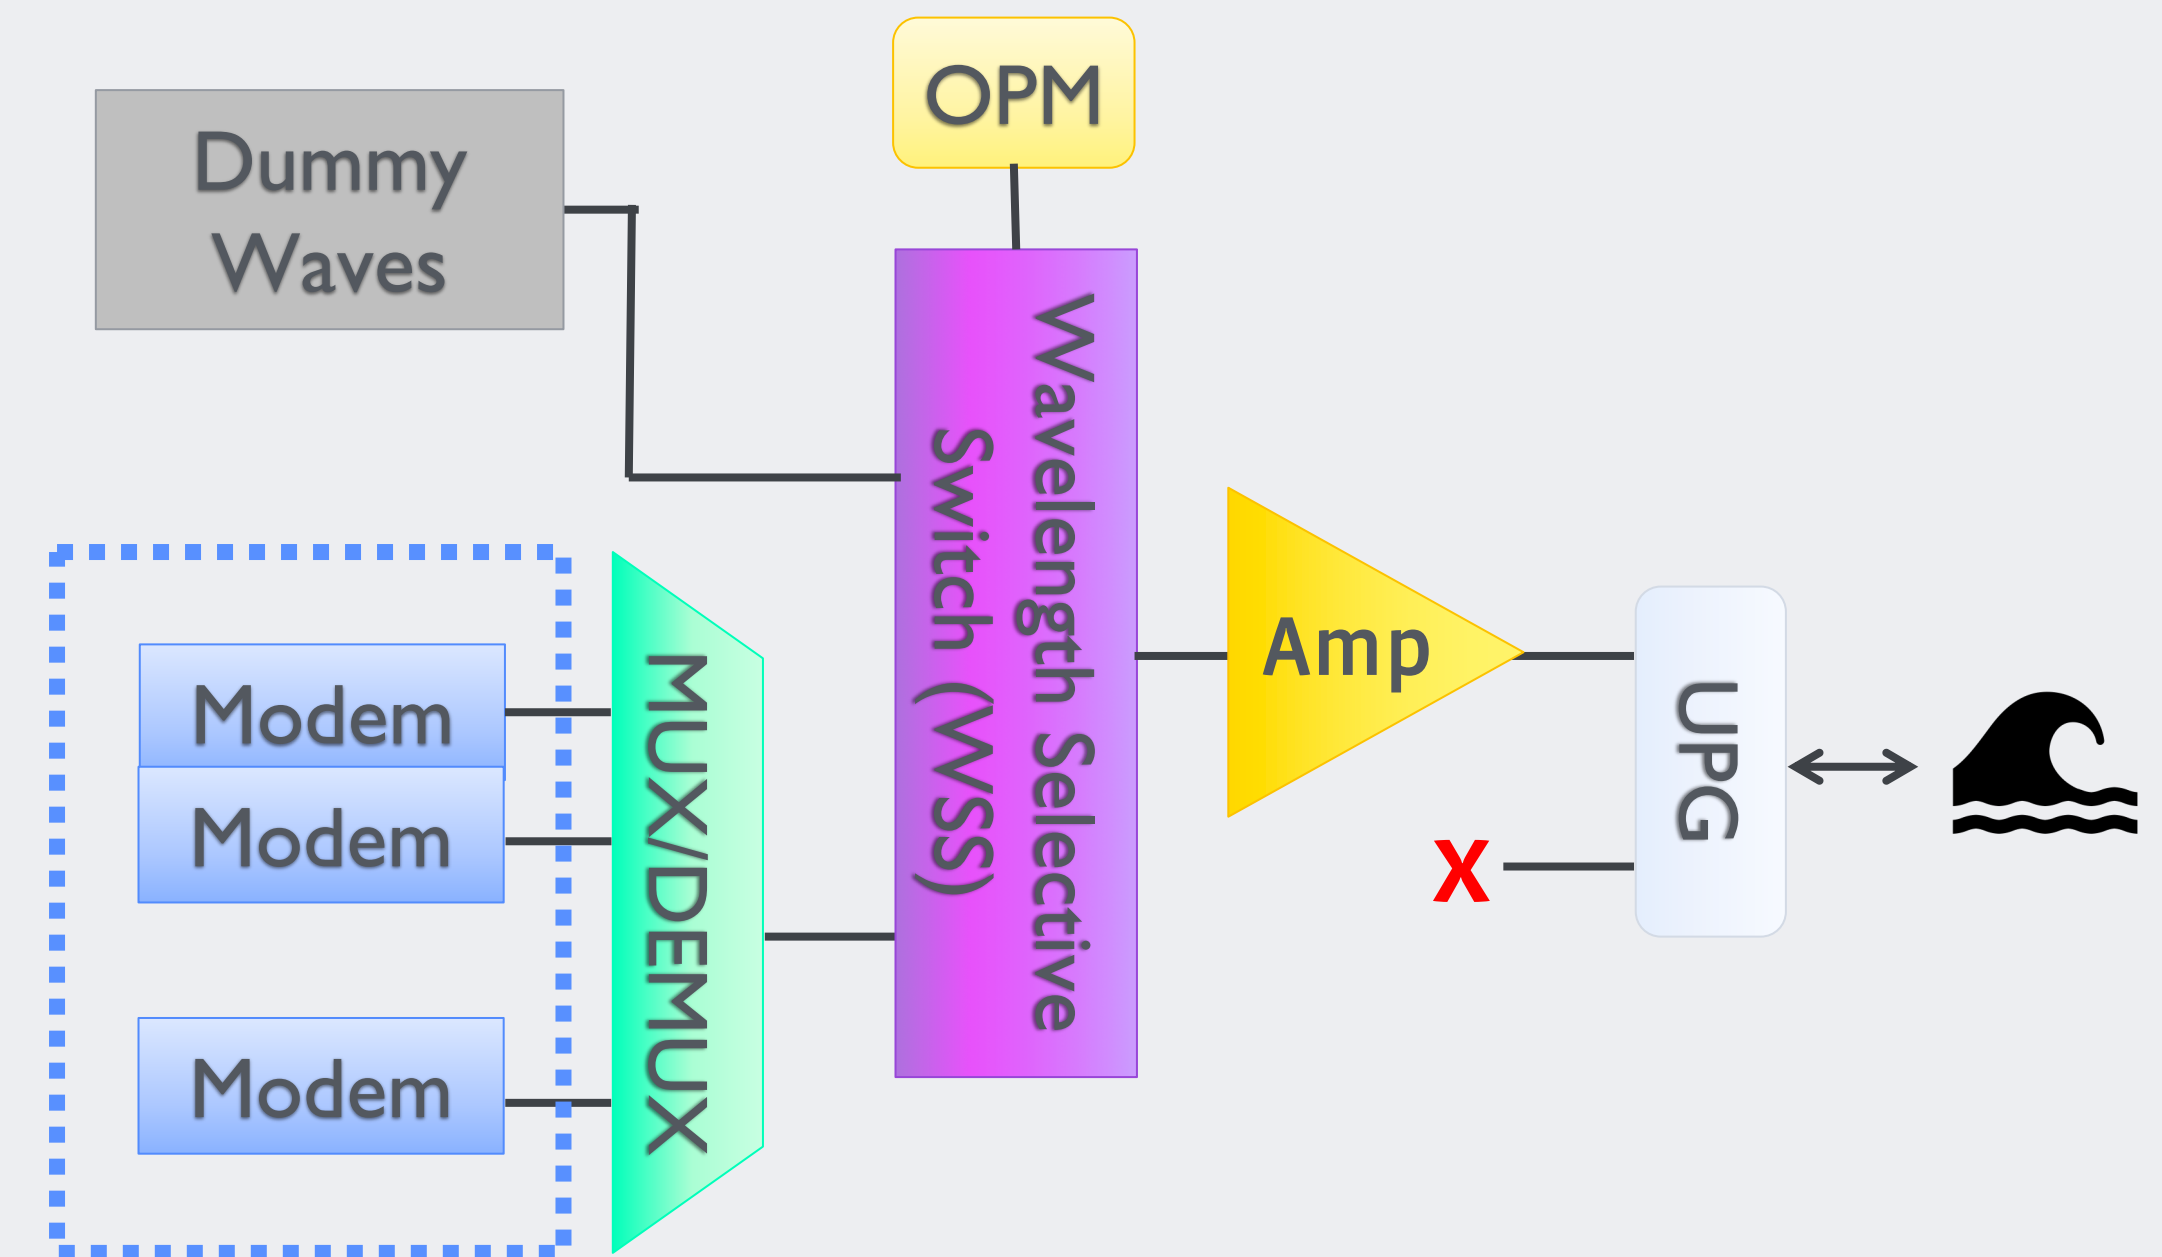 OPM
Dummy
Waves
Wavelength Selective
Switch (WSS)
Amp
Modem
Modem
Modem
MUX/DEMUX
UPG
X